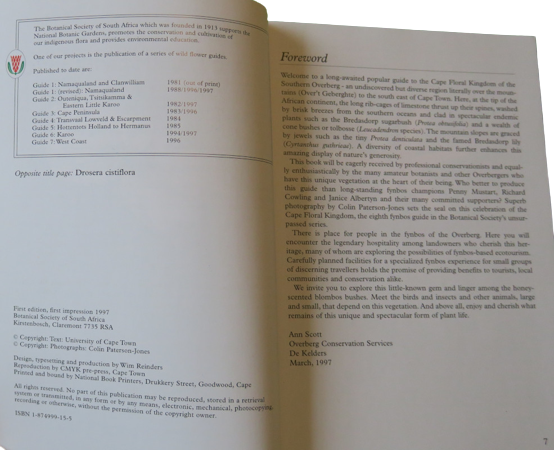 The Botanical Society of South Africa which was founded in 1913 supports the
National Botanic Gardens, promotes the conservation and cultivation of
our indigenous flora and provides environmental education.
One of our projects is the publication of a series of wild flower guides.
Published to date are:
Guide 1: Namaqualand and Clanwilliam 1981 (out of print)
Guide 1: (revised): Namaqualand 1988/1996/1997
Guide 2: Outeniqua, Tsitsikamma &
Eastern Little Karoo 1982/1997
Guide 3: Cape Peninsula 1983/1996
Guide 4: Transvaal Lowveld & Escarpment 1984
Guide 5: Hottentots Holland to Hermanus 1985
Guide 6: Karoo 1994/1997
Guide 7: West Coast 1996
Opposite title page: Drosera cistiflora
First edition, first impression 1997
Botanical Society of South Africa
Kirstenbosch, Claremont 7735 RSA
© Copyright: Text: University of Cape Town
© Copyright: Photographs: Colin Paterson-Jones
Design, typesetting and production by Wim Reinders
Reproduction by CMYK pre-press, Cape Town
Printed and bound by National Book Printers, Drukkery Street, Goodwood, Cape
All rights reserved. No part of this publication may be reproduced, stored in a retrieval
system or transmitted, in any form or by any means, electronic, mechanical, photocopying,
recording or otherwise, without the permission of the copyright owner.
ISBN 1-874999-15-5
Foreword
Welcome to a long-awaited popular guide to the Cape Floral Kingdom of the
Southern Overberg - an undiscovered but diverse region literally over the moun-
tains (Over't Geberghte) to the south east of Cape Town. Here, at the tip of the
African continent, the long rib-cages of limestone thrust up their spines, washed
by brisk breezes from the southern oceans and clad in spectacular endemic
plants such as the Bredasdorp sugarbush (Protea obtusifolia) and a wealth of
cone bushes or tolbosse (Leucadendron species). The mountain slopes are graced
by jewels such as the tiny Protea denticulata and the famed Bredasdorp lily
(Cyrtanthus guthrieae). A diversity of coastal habitats further enhances this
amazing display of nature's generosity.
This book will be eagerly received by professional conservationists and equal-
ly enthusiastically by the many amateur botanists and other Overbergers who
have this unique vegetation at the heart of their being. Who better to produce
this guide than long-standing fynbos champions Penny Mustart, Richard
Cowling and Janice Albertyn and their many committed supporters? Superb
photography by Colin Paterson-Jones sets the seal on this celebration of the
Cape Floral Kingdom, the eighth fynbos guide in the Botanical Society's unsur-
passed series.
There is place for people in the fynbos of the Overberg. Here you will
encounter the legendary hospitality among landowners who cherish this her-
itage, many of whom are exploring the possibilities of fynbos-based ecotourism.
Carefully planned facilities for a specialized fynbos experience for small groups
of discerning travellers holds the promise of providing benefits to tourists, local
communities and conservation alike.
We invite you to explore this little-known gem and linger among the honey-
scented blombos bushes. Meet the birds and insects and other animals, large
and small, that depend on this vegetation. And above all, enjoy and cherish what
remains of this unique and spectacular form of plant life.
Ann Scott
Overberg Conservation Services
De Kelders
March, 1997
7